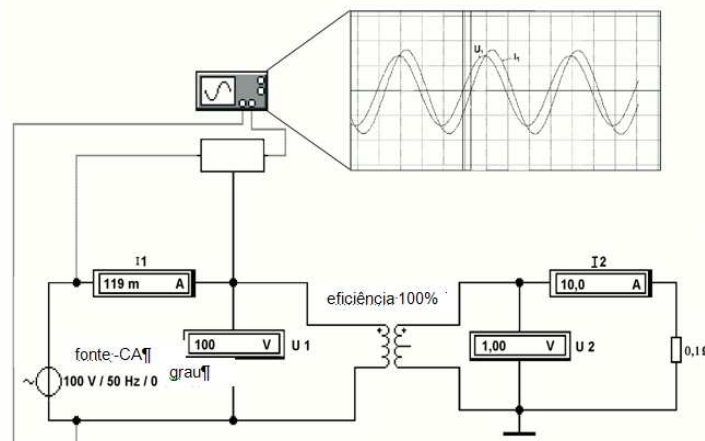 U₁
I₁
I1
119 m A
eficiência·100%
I2
10,0 A
fonte·-CA¶
100 V / 50 Hz / 0
grau¶
100 V
U 1
1,00 V
U 2